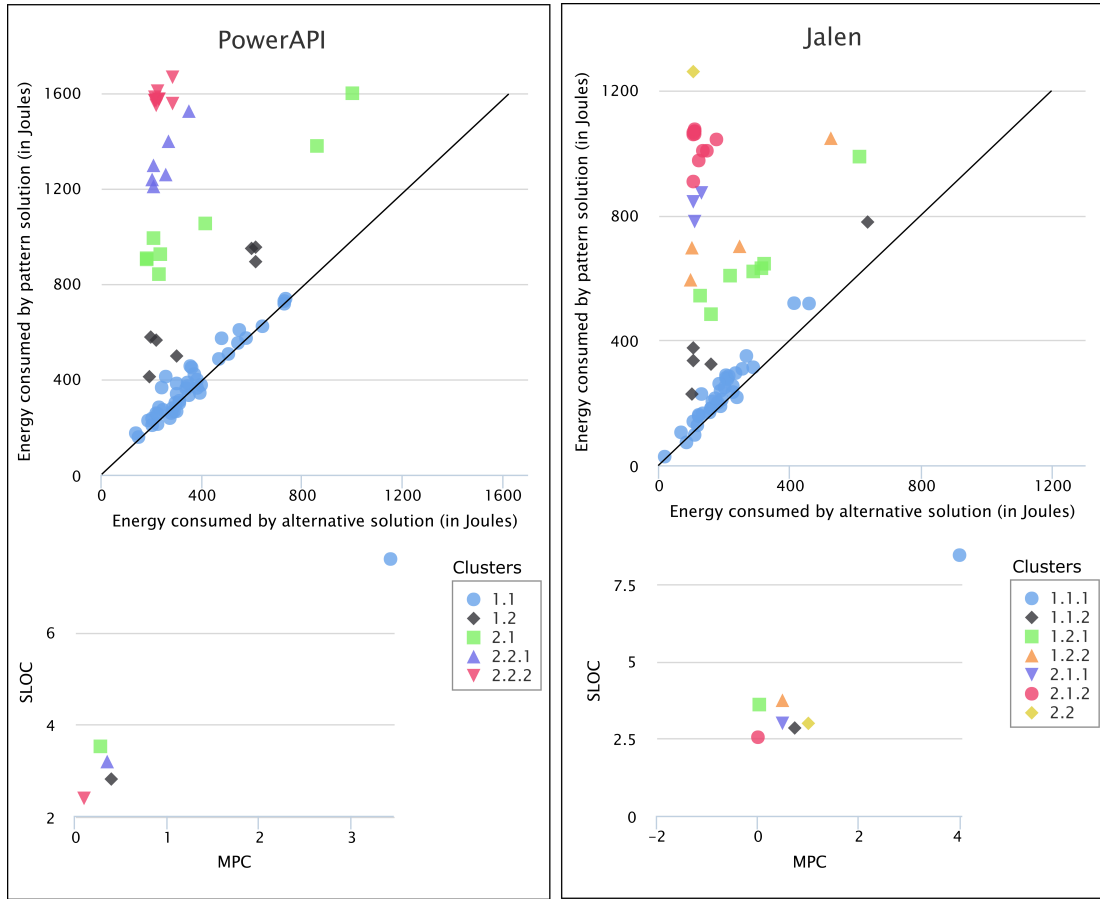 PowerAPI
Energy consumed by pattern solution (in Joules)
1600
1200
800
400
0
0 400 800 1200 1600
Energy consumed by alternative solution (in Joules)
SLOC
6
4
2
0 1 2 3
MPC
Clusters
1.1
1.2
2.1
2.2.1
2.2.2
Jalen
Energy consumed by pattern solution (in Joules)
1200
800
400
0
0 400 800 1200
Energy consumed by alternative solution (in Joules)
SLOC
7.5
5
2.5
0
−2 0 2 4
MPC
Clusters
1.1.1
1.1.2
1.2.1
1.2.2
2.1.1
2.1.2
2.2